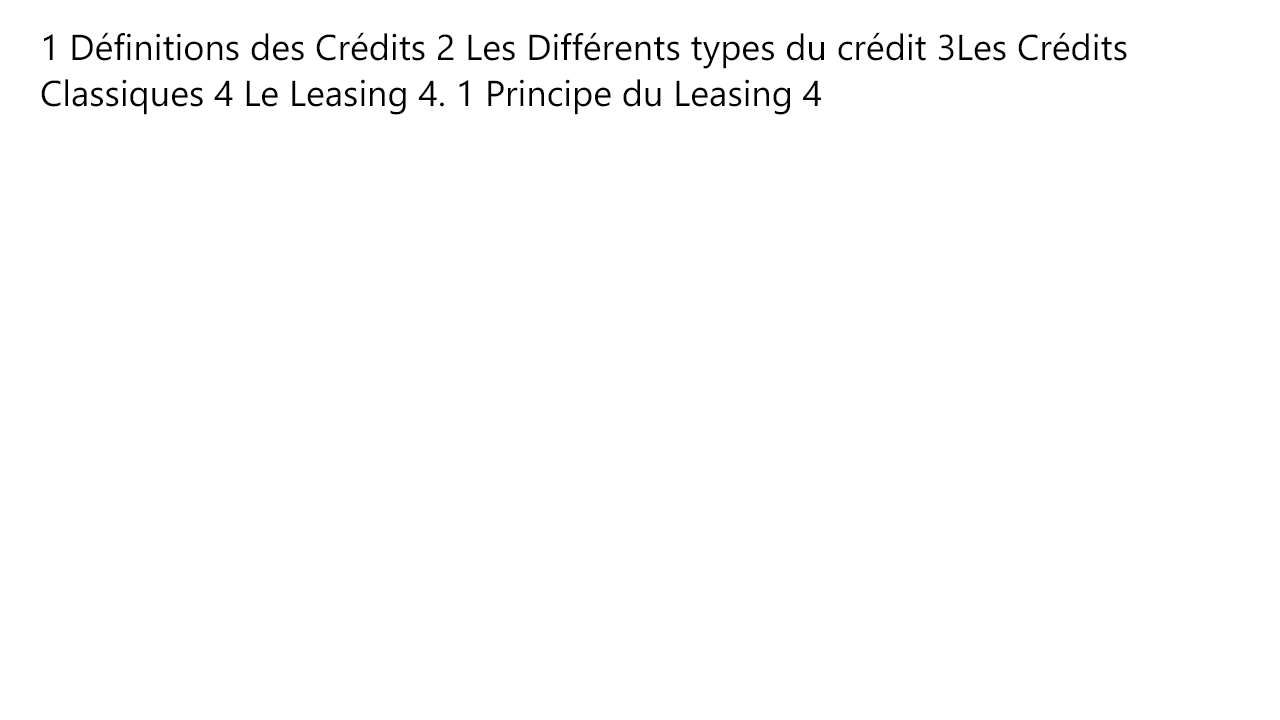 1 Définitions des Crédits 2 Les Différents types du crédit 3Les Crédits
Classiques 4 Le Leasing 4. 1 Principe du Leasing 4